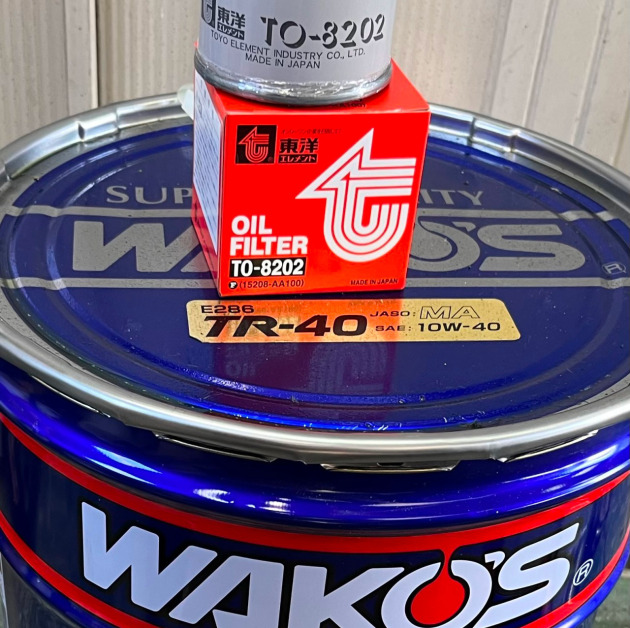 東洋
エレメント
TO-8202
TOYO ELEMENT INDUSTRY CO., LTD.
MADE IN JAPAN
東洋
エレメント
OIL
FILTER
TO-8202
(15208-AA100)
MADE IN JAPAN
WAKO'S
®
E286
TR-40
JASO: MA
SAE: 10W-40
WAKO'S
®